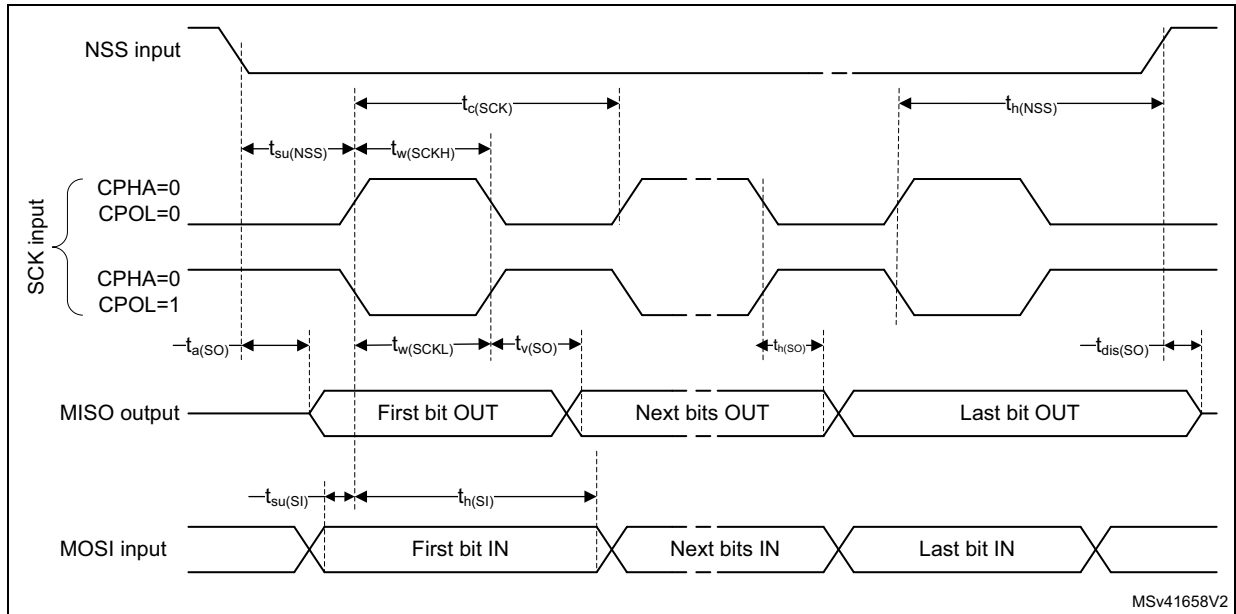 NSS input
tc(SCK)
th(NSS)
tsu(NSS)
tw(SCKH)
SCK input
CPHA=0
CPOL=0
CPHA=0
CPOL=1
ta(SO)
tw(SCKL)
tv(SO)
th(SO)
tdis(SO)
MISO output
First bit OUT
Next bits OUT
Last bit OUT
tsu(SI)
th(SI)
MOSI input
First bit IN
Next bits IN
Last bit IN
MSv41658V2